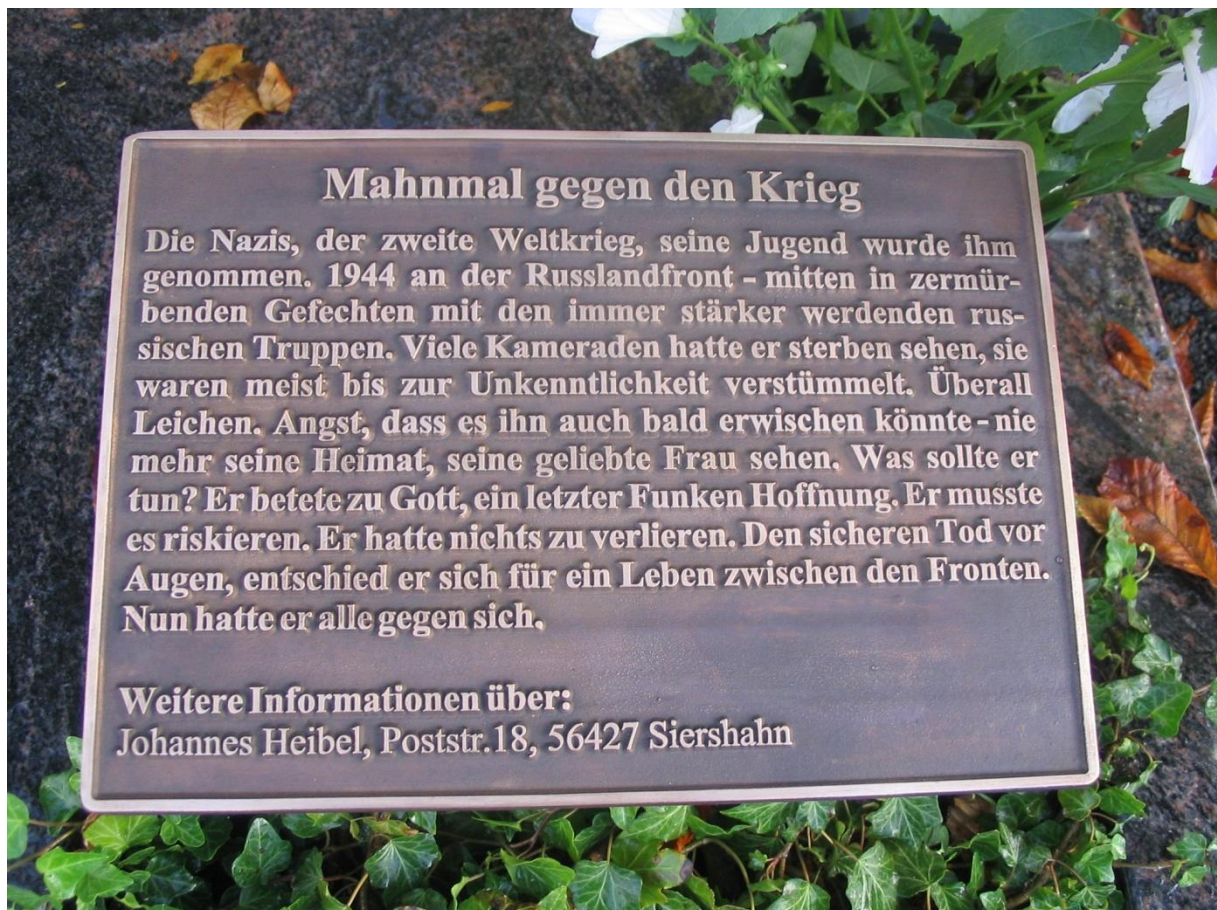 Mahnmal gegen den Krieg
Die Nazis, der zweite Weltkrieg, seine Jugend wurde ihm
genommen. 1944 an der Russlandfront - mitten in zermür-
benden Gefechten mit den immer stärker werdenden rus-
sischen Truppen. Viele Kameraden hatte er sterben sehen, sie
waren meist bis zur Unkenntlichkeit verstümmelt. Überall
Leichen. Angst, dass es ihn auch bald erwischen könnte - nie
mehr seine Heimat, seine geliebte Frau sehen. Was sollte er
tun? Er betete zu Gott, ein letzter Funken Hoffnung. Er musste
es riskieren. Er hatte nichts zu verlieren. Den sicheren Tod vor
Augen, entschied er sich für ein Leben zwischen den Fronten.
Nun hatte er alle gegen sich.
Weitere Informationen über:
Johannes Heibel, Poststr.18, 56427 Siershahn